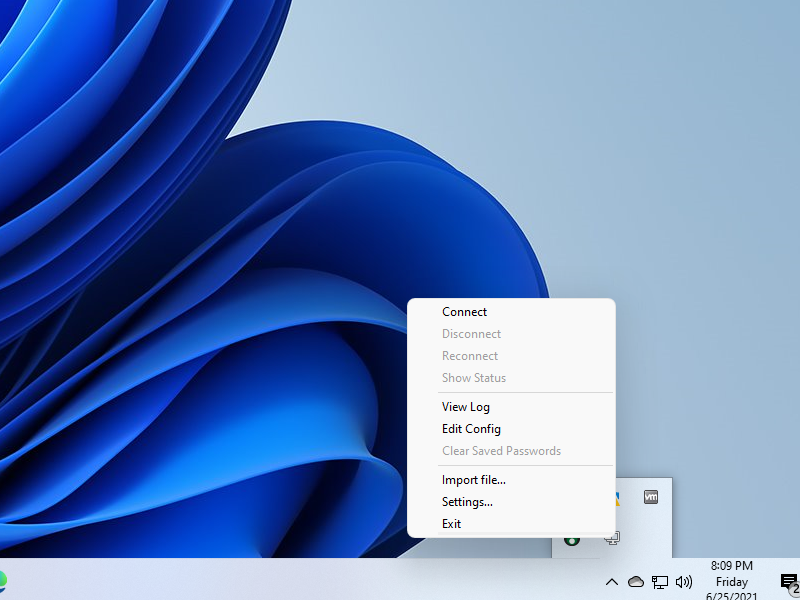 Connect
Disconnect
Reconnect
Show Status
View Log
Edit Config
Clear Saved Passwords
Import file...
Settings...
Exit
vm
8:09 PM
Friday
6/25/2021
2